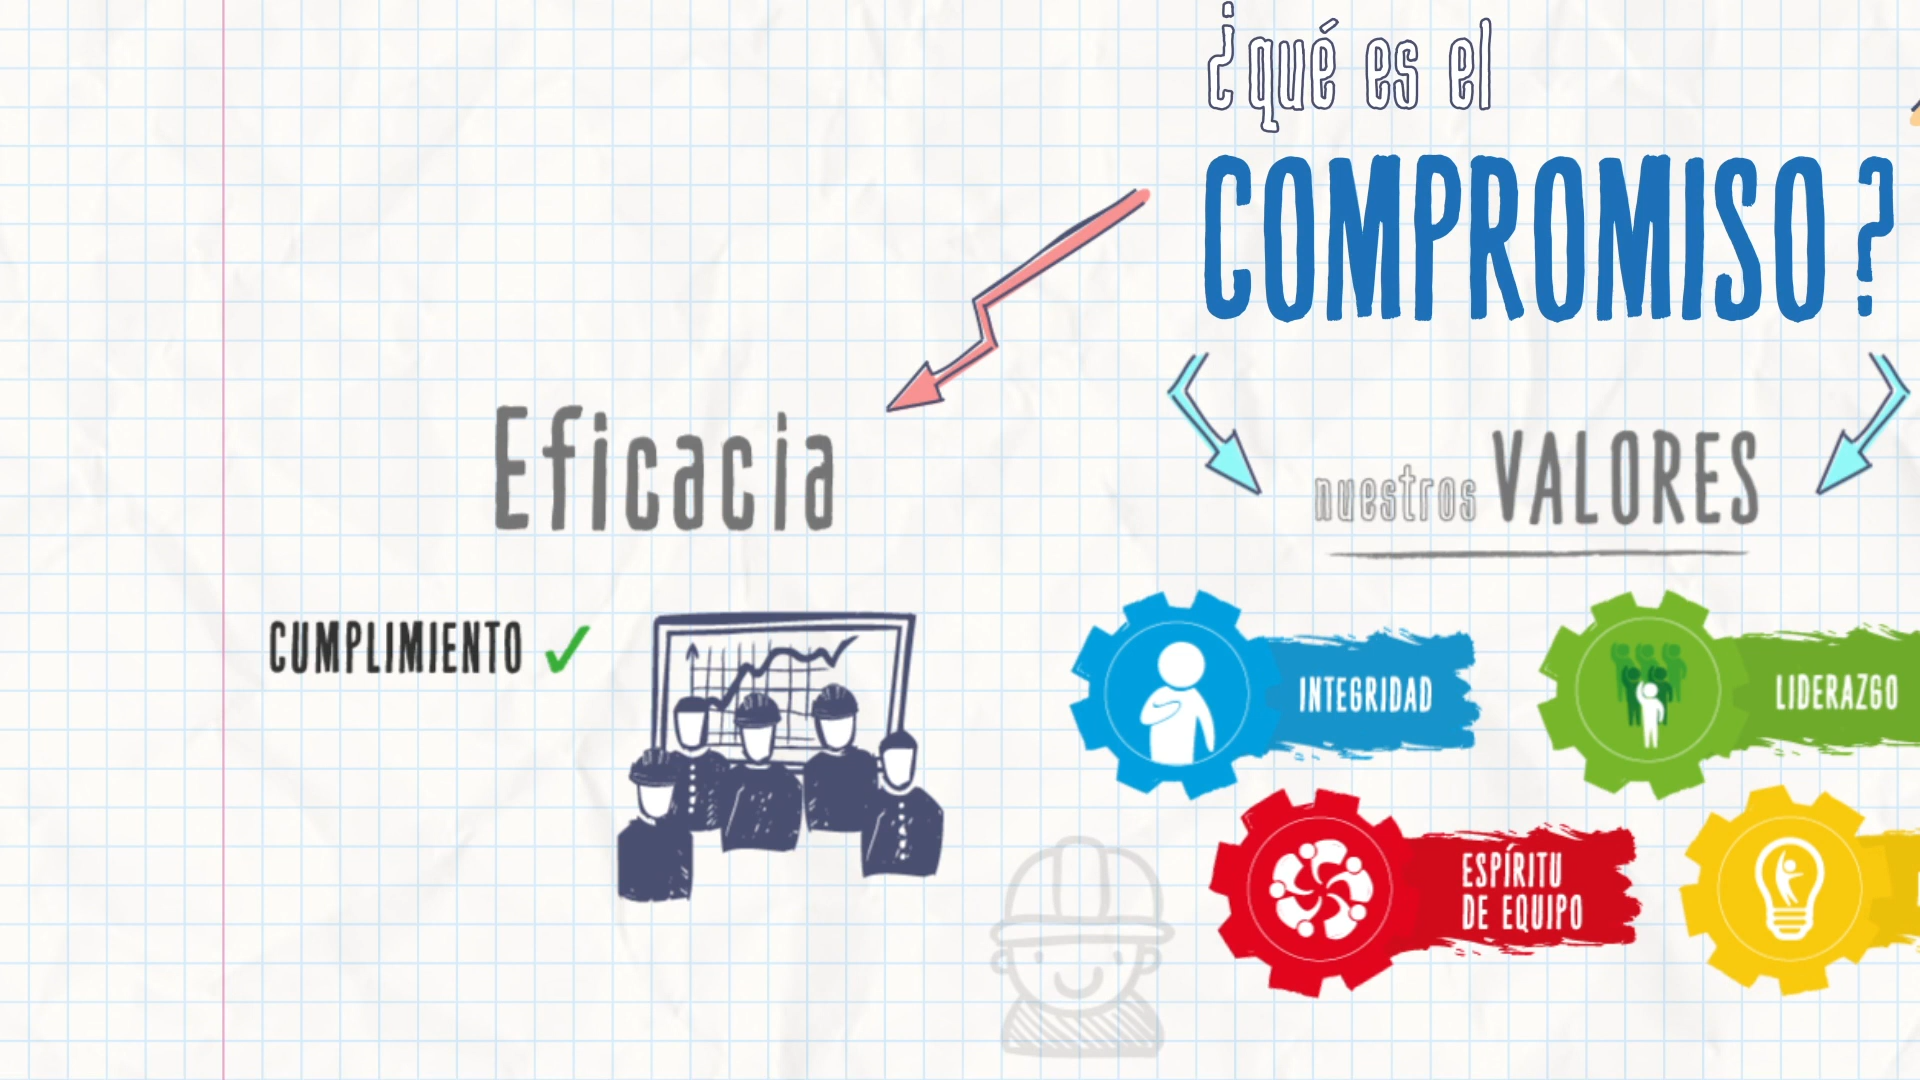 ¿qué es el
COMPROMISO?
Eficacia
nuestros VALORES
CUMPLIMIENTO
INTEGRIDAD
LIDERAZGO
ESPÍRITU
DE EQUIPO